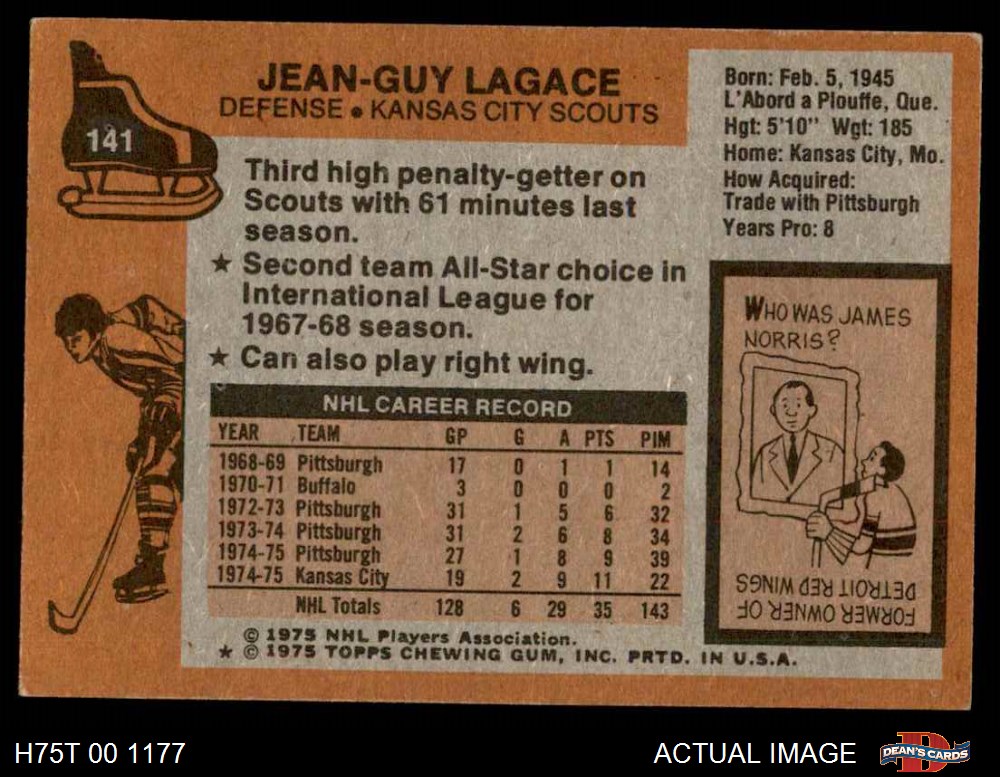 141
JEAN-GUY LAGACE
DEFENSE • KANSAS CITY SCOUTS
Third high penalty-getter on
Scouts with 61 minutes last
season.
★ Second team All-Star choice in
International League for
1967-68 season.
★ Can also play right wing.
NHL CAREER RECORD
YEAR TEAM GP G A PTS PIM
1968-69 Pittsburgh 17 0 1 1 14
1970-71 Buffalo 3 0 0 0 2
1972-73 Pittsburgh 31 1 5 6 32
1973-74 Pittsburgh 31 2 6 8 34
1974-75 Pittsburgh 27 1 8 9 39
1974-75 Kansas City 19 2 9 11 22
NHL Totals 128 6 29 35 143
© 1975 NHL Players Association.
★ © 1975 TOPPS CHEWING GUM, INC. PRTD. IN U.S.A.
Born: Feb. 5, 1945
L'Abord a Plouffe, Que.
Hgt: 5'10" Wgt: 185
Home: Kansas City, Mo.
How Acquired:
Trade with Pittsburgh
Years Pro: 8
WHO WAS JAMES
NORRIS?
FORMER OWNER OF
DETROIT RED WINGS
H75T 00 1177
ACTUAL IMAGE
D
DEAN'S CARDS